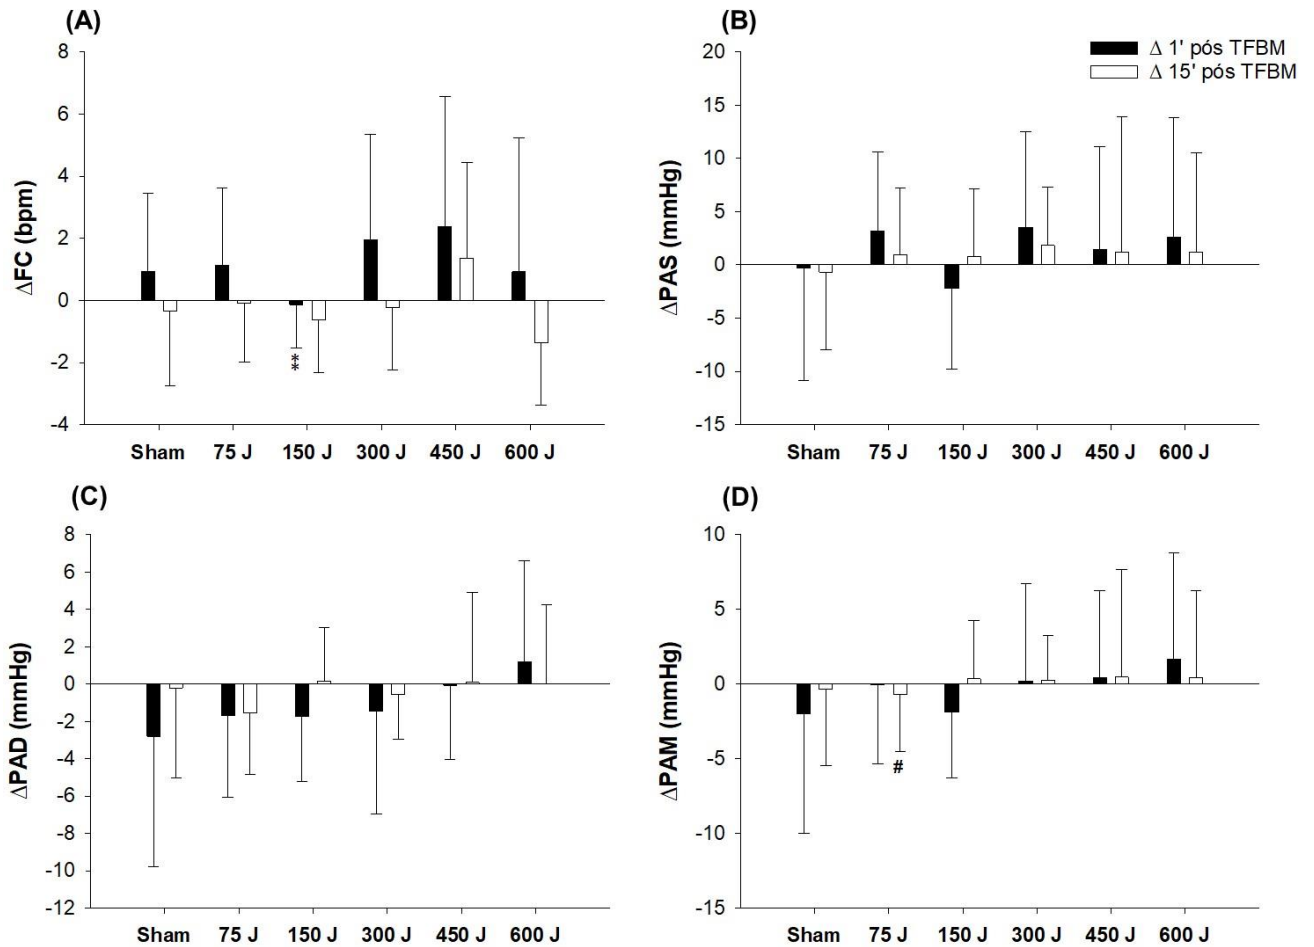 (A)
8
6
4
2
0
-2
-4
ΔFC (bpm)
**
Sham 75 J 150 J 300 J 450 J 600 J
(B)
Δ 1' pós TFBM
Δ 15' pós TFBM
20
15
10
5
0
-5
-10
-15
ΔPAS (mmHg)
Sham 75 J 150 J 300 J 450 J 600 J
(C)
8
6
4
2
0
-2
-4
-6
-8
-10
-12
ΔPAD (mmHg)
Sham 75 J 150 J 300 J 450 J 600 J
(D)
10
5
0
-5
-10
-15
ΔPAM (mmHg)
#
Sham 75 J 150 J 300 J 450 J 600 J